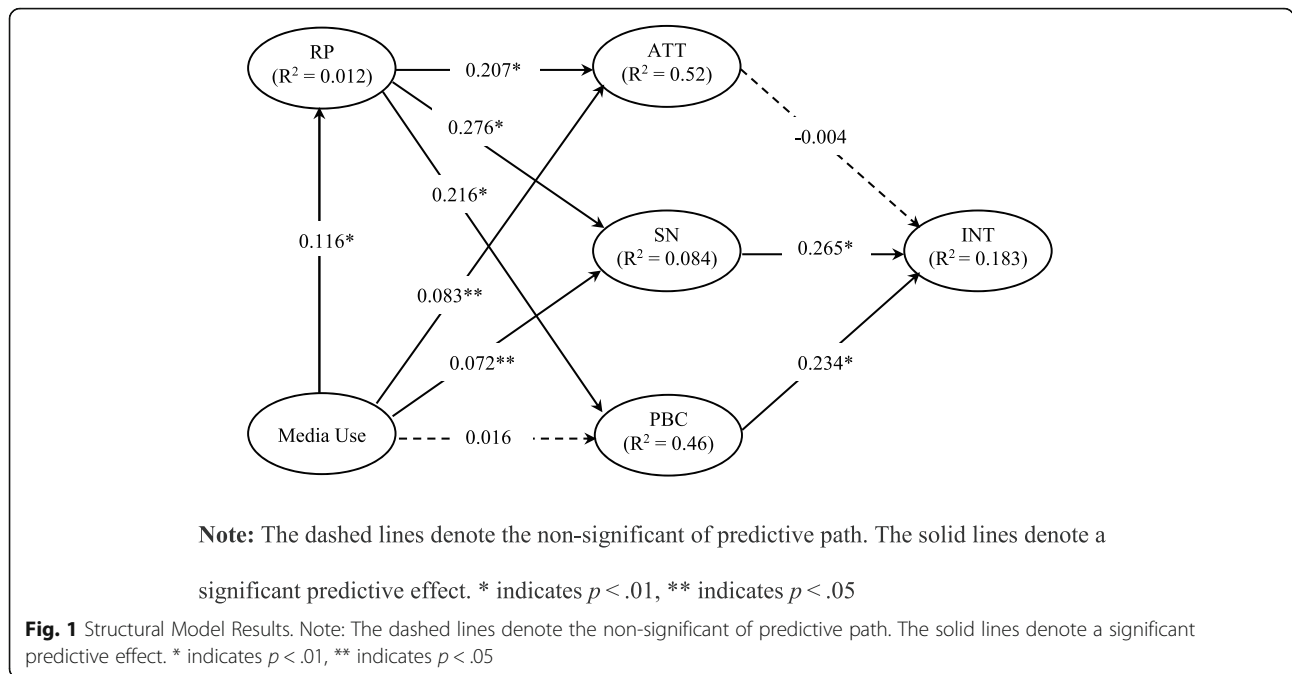 RP
(R² = 0.012)
ATT
(R² = 0.52)
0.207*
0.276*
-0.004
0.216*
0.116*
SN
(R² = 0.084)
0.265*
INT
(R² = 0.183)
0.083**
0.072**
0.234*
Media Use
0.016
PBC
(R² = 0.46)
Note: The dashed lines denote the non-significant of predictive path. The solid lines denote a
significant predictive effect. * indicates p < .01, ** indicates p < .05
Fig. 1 Structural Model Results. Note: The dashed lines denote the non-significant of predictive path. The solid lines denote a significant
predictive effect. * indicates p < .01, ** indicates p < .05